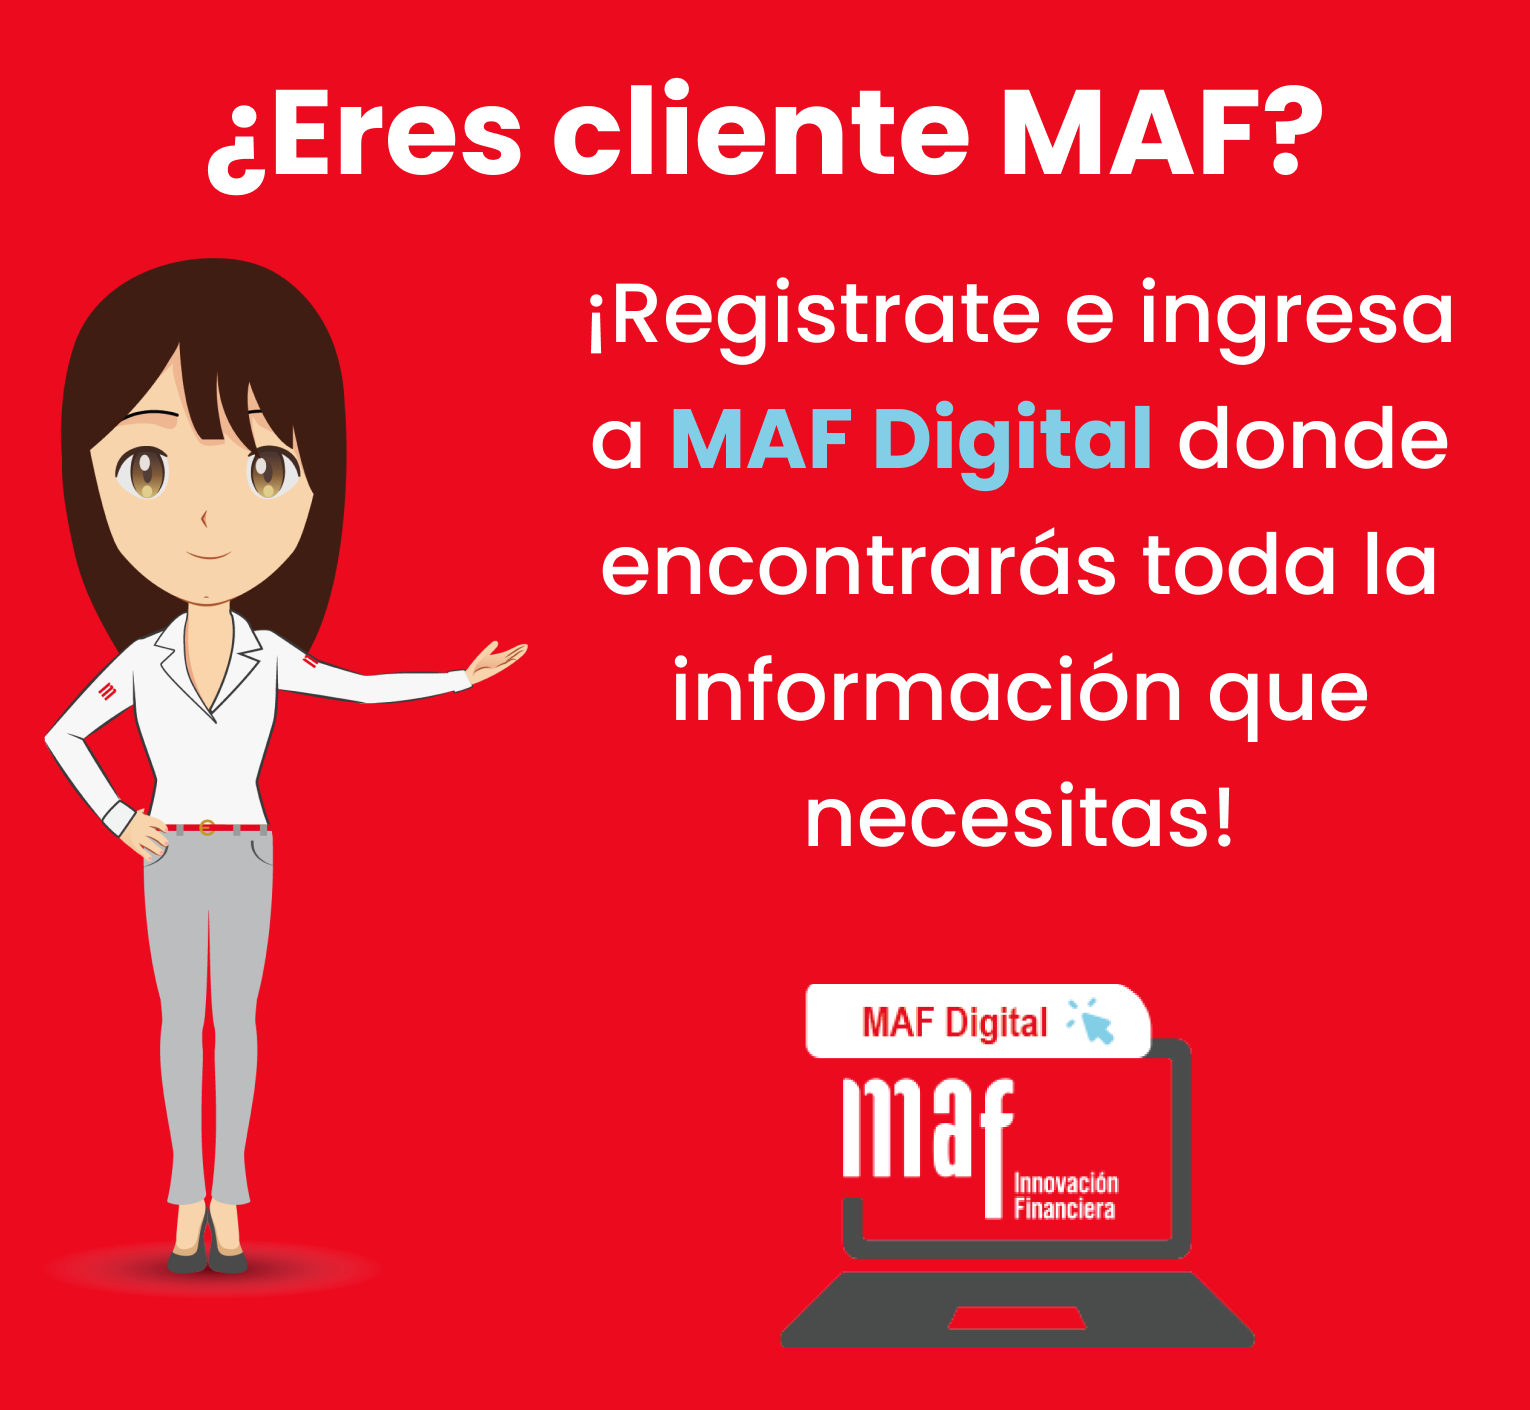 ¿Eres cliente MAF?
¡Registrate e ingresa
a MAF Digital donde
encontrarás toda la
información que
necesitas!
MAF Digital
maf
Innovación
Financiera